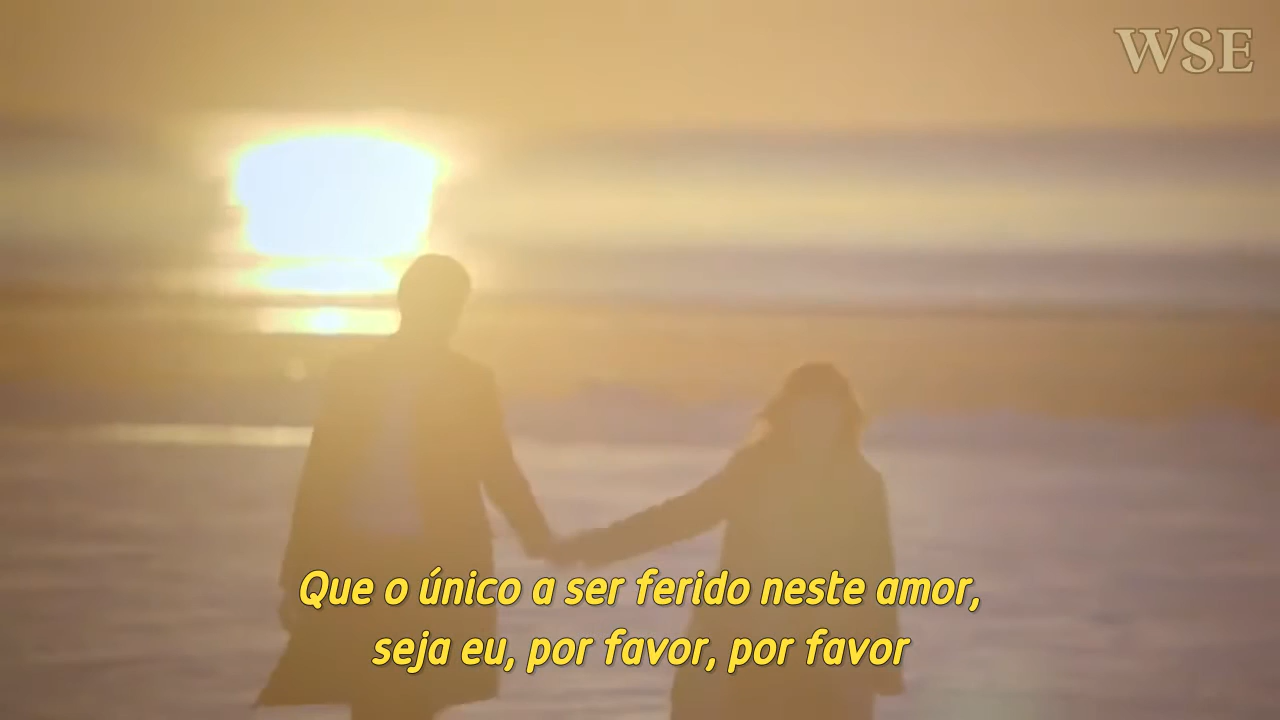 WSE
Que o único a ser ferido neste amor,
seja eu, por favor, por favor